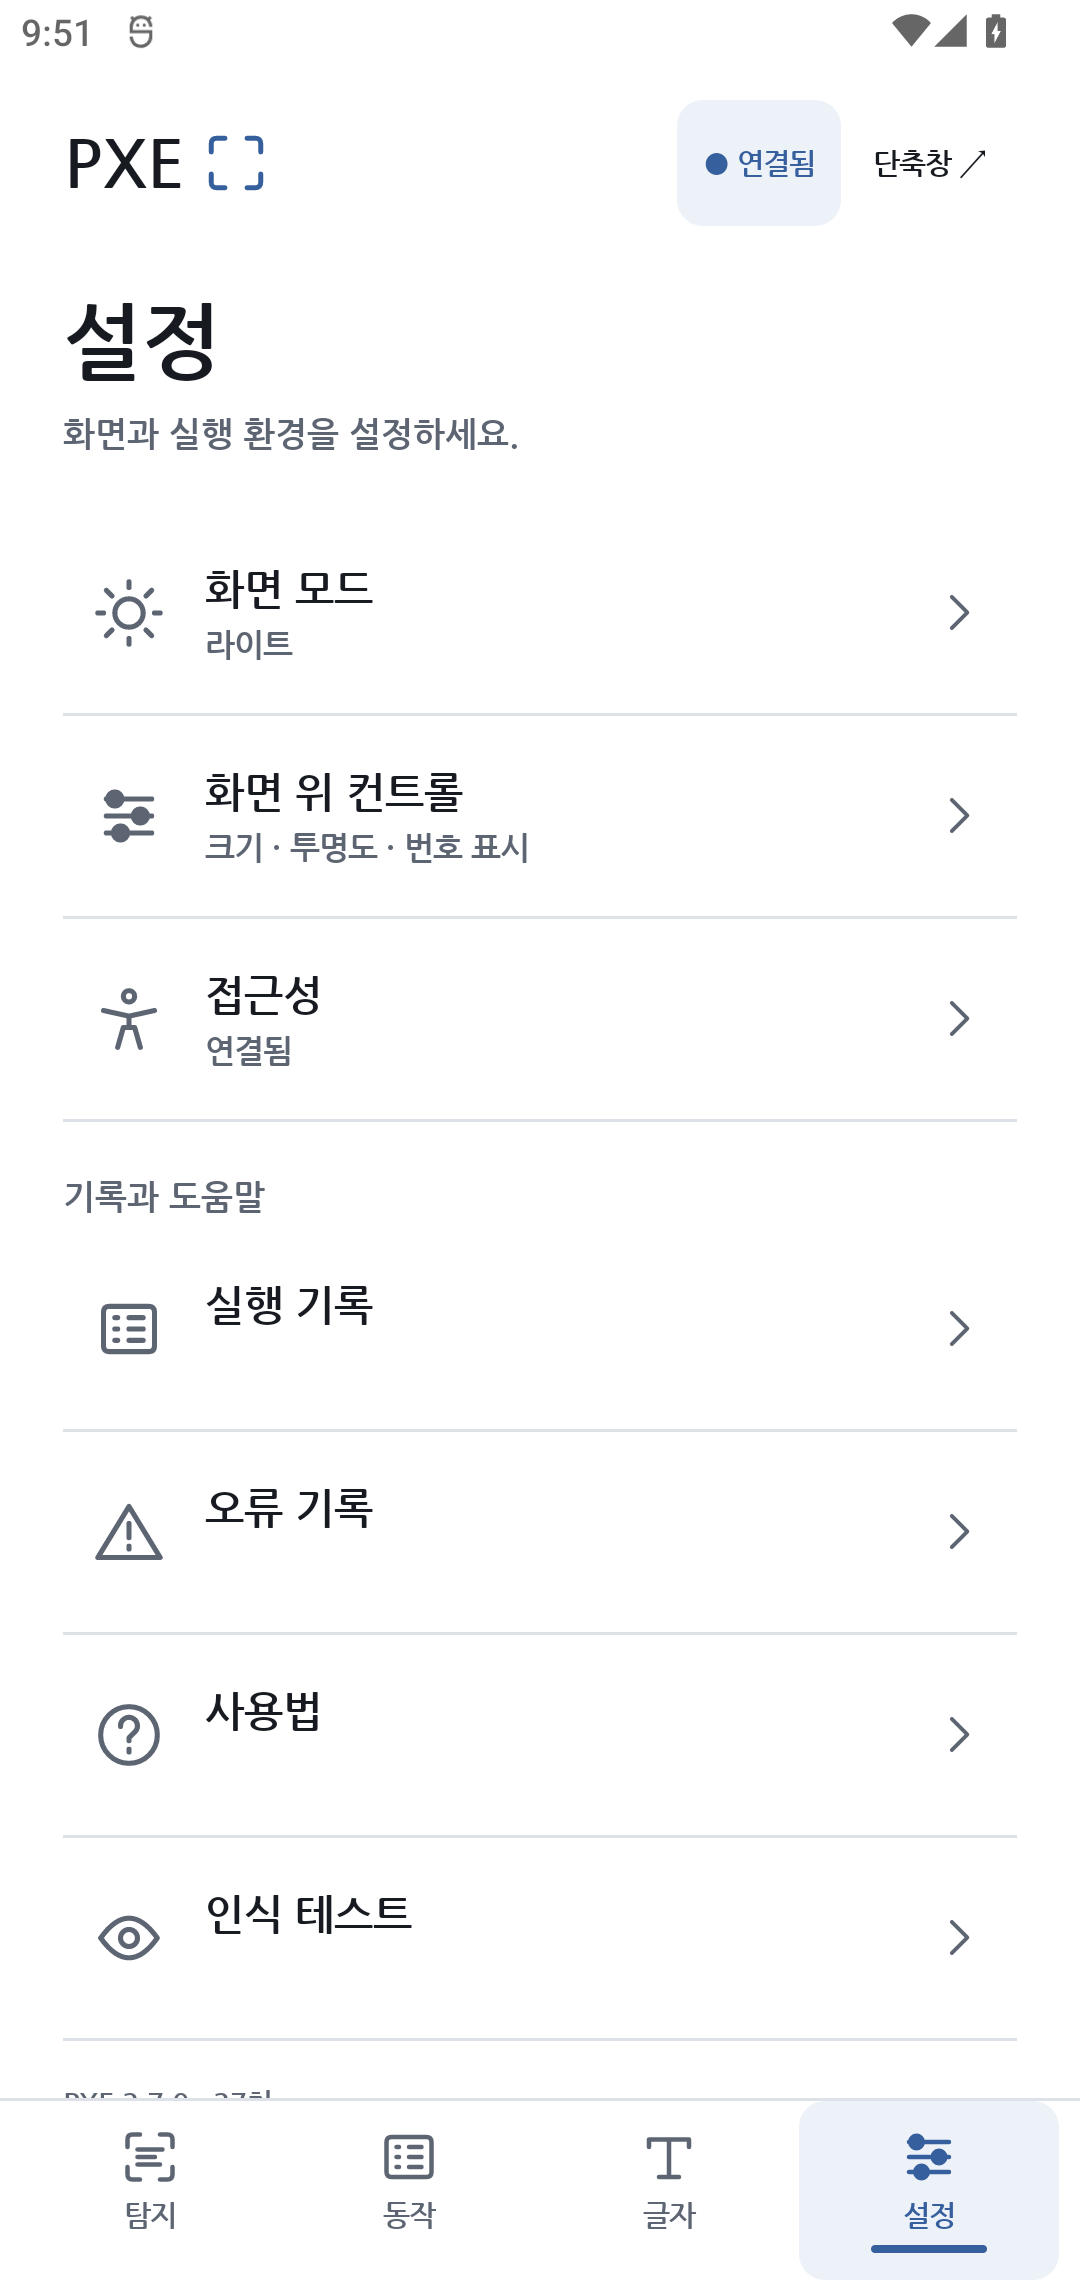 9:51
PXE
연결됨
단축창 ↗
설정
화면과 실행 환경을 설정하세요.
화면 모드
라이트
화면 위 컨트롤
크기 · 투명도 · 번호 표시
접근성
연결됨
기록과 도움말
실행 기록
오류 기록
사용법
인식 테스트
탐지
동작
글자
설정